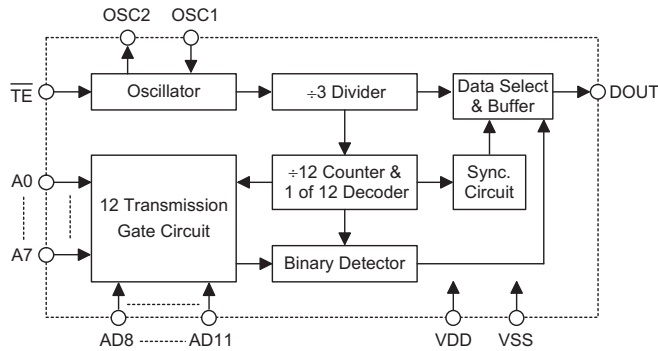 OSC2 OSC1
TE
Oscillator
÷3 Divider
Data Select
& Buffer
DOUT
A0
A7
12 Transmission
Gate Circuit
÷12 Counter &
1 of 12 Decoder
Sync.
Circuit
Binary Detector
AD8 AD11 VDD VSS